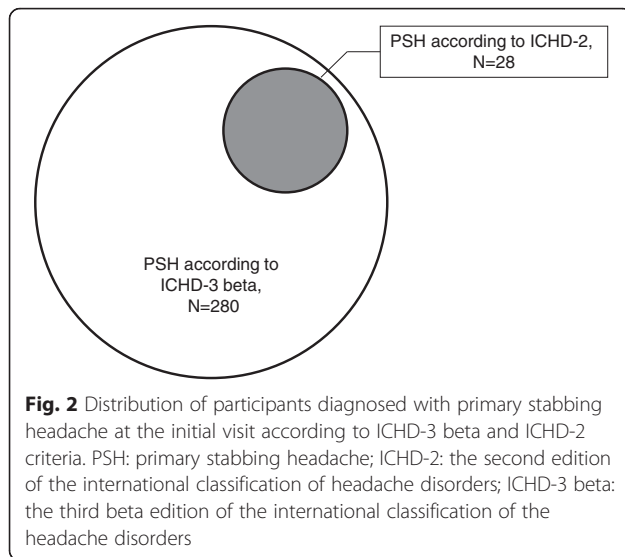 PSH according to ICHD-2,
N=28
PSH according to
ICHD-3 beta,
N=280
Fig. 2 Distribution of participants diagnosed with primary stabbing
headache at the initial visit according to ICHD-3 beta and ICHD-2
criteria. PSH: primary stabbing headache; ICHD-2: the second edition
of the international classification of headache disorders; ICHD-3 beta:
the third beta edition of the international classification of the
headache disorders